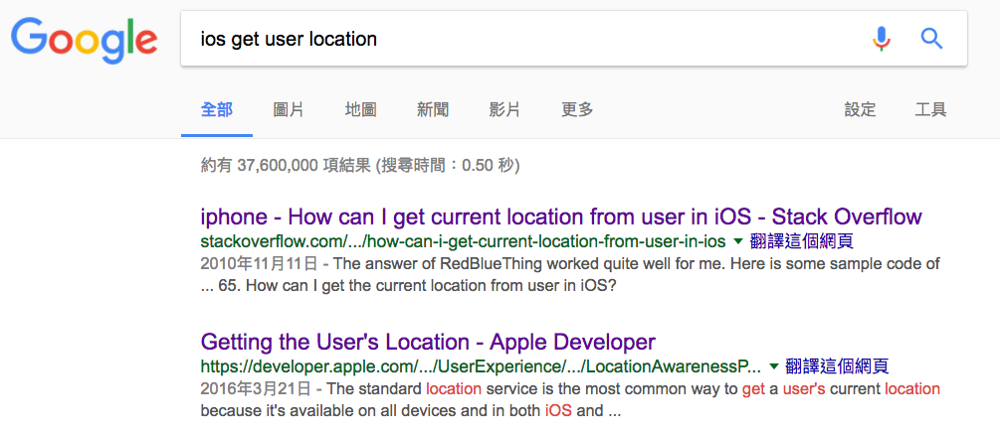 Google
ios get user location
全部 圖片 地圖 新聞 影片 更多 設定 工具
約有 37,600,000 項結果 (搜尋時間：0.50 秒)
iphone - How can I get current location from user in iOS - Stack Overflow
stackoverflow.com/.../how-can-i-get-current-location-from-user-in-ios ▼ 翻譯這個網頁
2010年11月11日 - The answer of RedBlueThing worked quite well for me. Here is some sample code of
... 65. How can I get the current location from user in iOS?
Getting the User's Location - Apple Developer
https://developer.apple.com/.../UserExperience/.../LocationAwarenessP... ▼ 翻譯這個網頁
2016年3月21日 - The standard location service is the most common way to get a user's current location
because it's available on all devices and in both iOS and ...